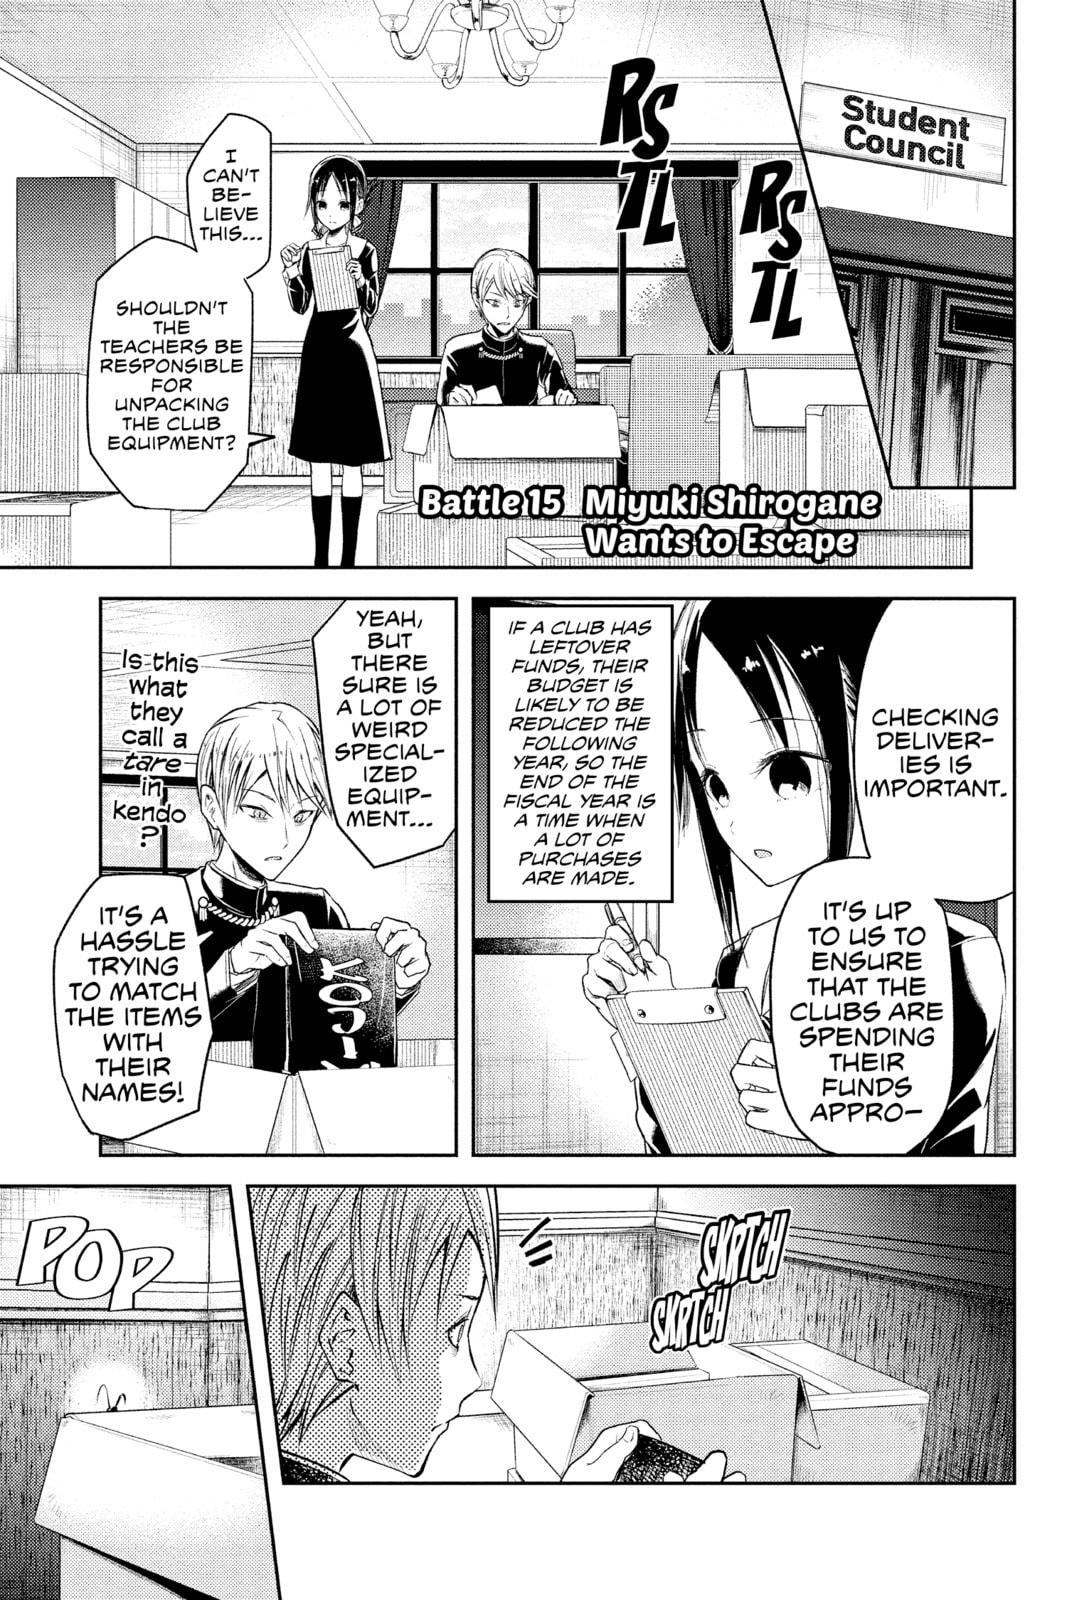 Student
Council
RSTL
RSTL
I
CAN'T
BE-
LIEVE
THIS...
SHOULDN'T
THE
TEACHERS BE
RESPONSIBLE
FOR
UNPACKING
THE CLUB
EQUIPMENT?
Battle 15 Miyuki Shirogane
Wants to Escape
CHECKING
DELIVER-
IES IS
IMPORTANT.
IT'S UP
TO US TO
ENSURE
THAT THE
CLUBS ARE
SPENDING
THEIR
FUNDS
APPRO—
IF A CLUB HAS
LEFTOVER
FUNDS, THEIR
BUDGET IS
LIKELY TO BE
REDUCED THE
FOLLOWING
YEAR, SO THE
END OF THE
FISCAL YEAR IS
A TIME WHEN
A LOT OF
PURCHASES
ARE MADE.
YEAH,
BUT
THERE
SURE IS
A LOT OF
WEIRD
SPECIAL-
IZED
EQUIP-
MENT...
Is this
what
they
call a
tare
in
kendo
?
IT'S A
HASSLE
TRYING
TO MATCH
THE ITEMS
WITH
THEIR
NAMES!
SKRTCH
SKRTCH
POP